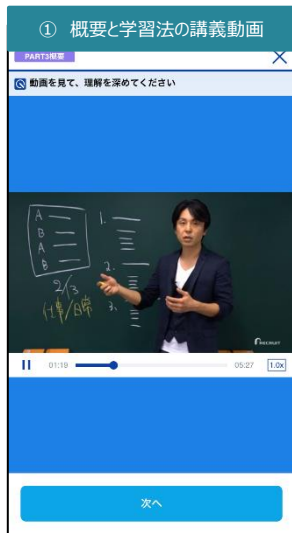 ① 概要と学習法の講義動画
PART3概要
動画を見て、理解を深めてください
A
B
A
B
1.
2.
3.
2/3
仕事/日常
RECRUIT
01:19
05:27
1.0x
次へ